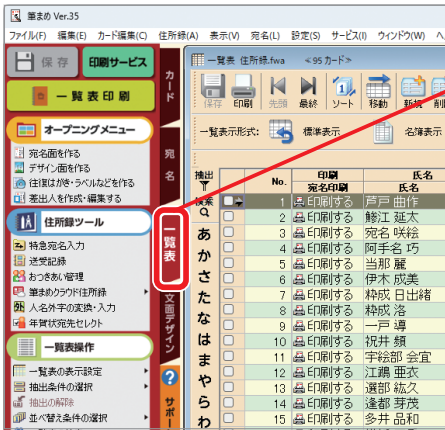 筆まめ Ver.35
ファイル(F) 編集(E) カード編集(C) 住所録(A) 表示(V) 宛名(L) 設定(S) サービス(I) ウインドウ(W) ヘ
保存 印刷サービス
一覧表印刷
オープニングメニュー
宛名面を作る
デザイン面を作る
往復はがき・ラベルなどを作る
差出人を作成・編集する
住所録ツール
特急宛名入力
送受記録
おつきあい管理
筆まめクラウド住所録
人名外字の変換・入力
年賀状宛先セレクト
一覧表操作
一覧表の表示設定
抽出条件の選択
抽出の解除
並べ替え条件の選択
カード
宛名
一覧表
文面デザイン
サポー
一覧表 住所録.fwa <95カード>
保存 印刷 先頭 最終 ソート 移動 新規 削
一覧表示形式: 標準表示 名簿表示
抽出
検索
あ
か
さ
た
な
は
ま
や
ら
わ
No. 印刷 氏名
宛名印刷 氏名
1 印刷する 芦戸 曲作
2 印刷する 鯵江 延太
3 印刷する 宛名 咲絵
4 印刷する 阿手名 巧
5 印刷する 当那 麗
6 印刷する 伊木 成美
7 印刷する 粋成 日出緒
8 印刷する 粋成 洛
9 印刷する 一戸 導
10 印刷する 祝井 頻
11 印刷する 宇絵部 会宜
12 印刷する 江鵜 亜衣
13 印刷する 選部 紘久
14 印刷する 逢都 芽茂
15 印刷する 多井 品和